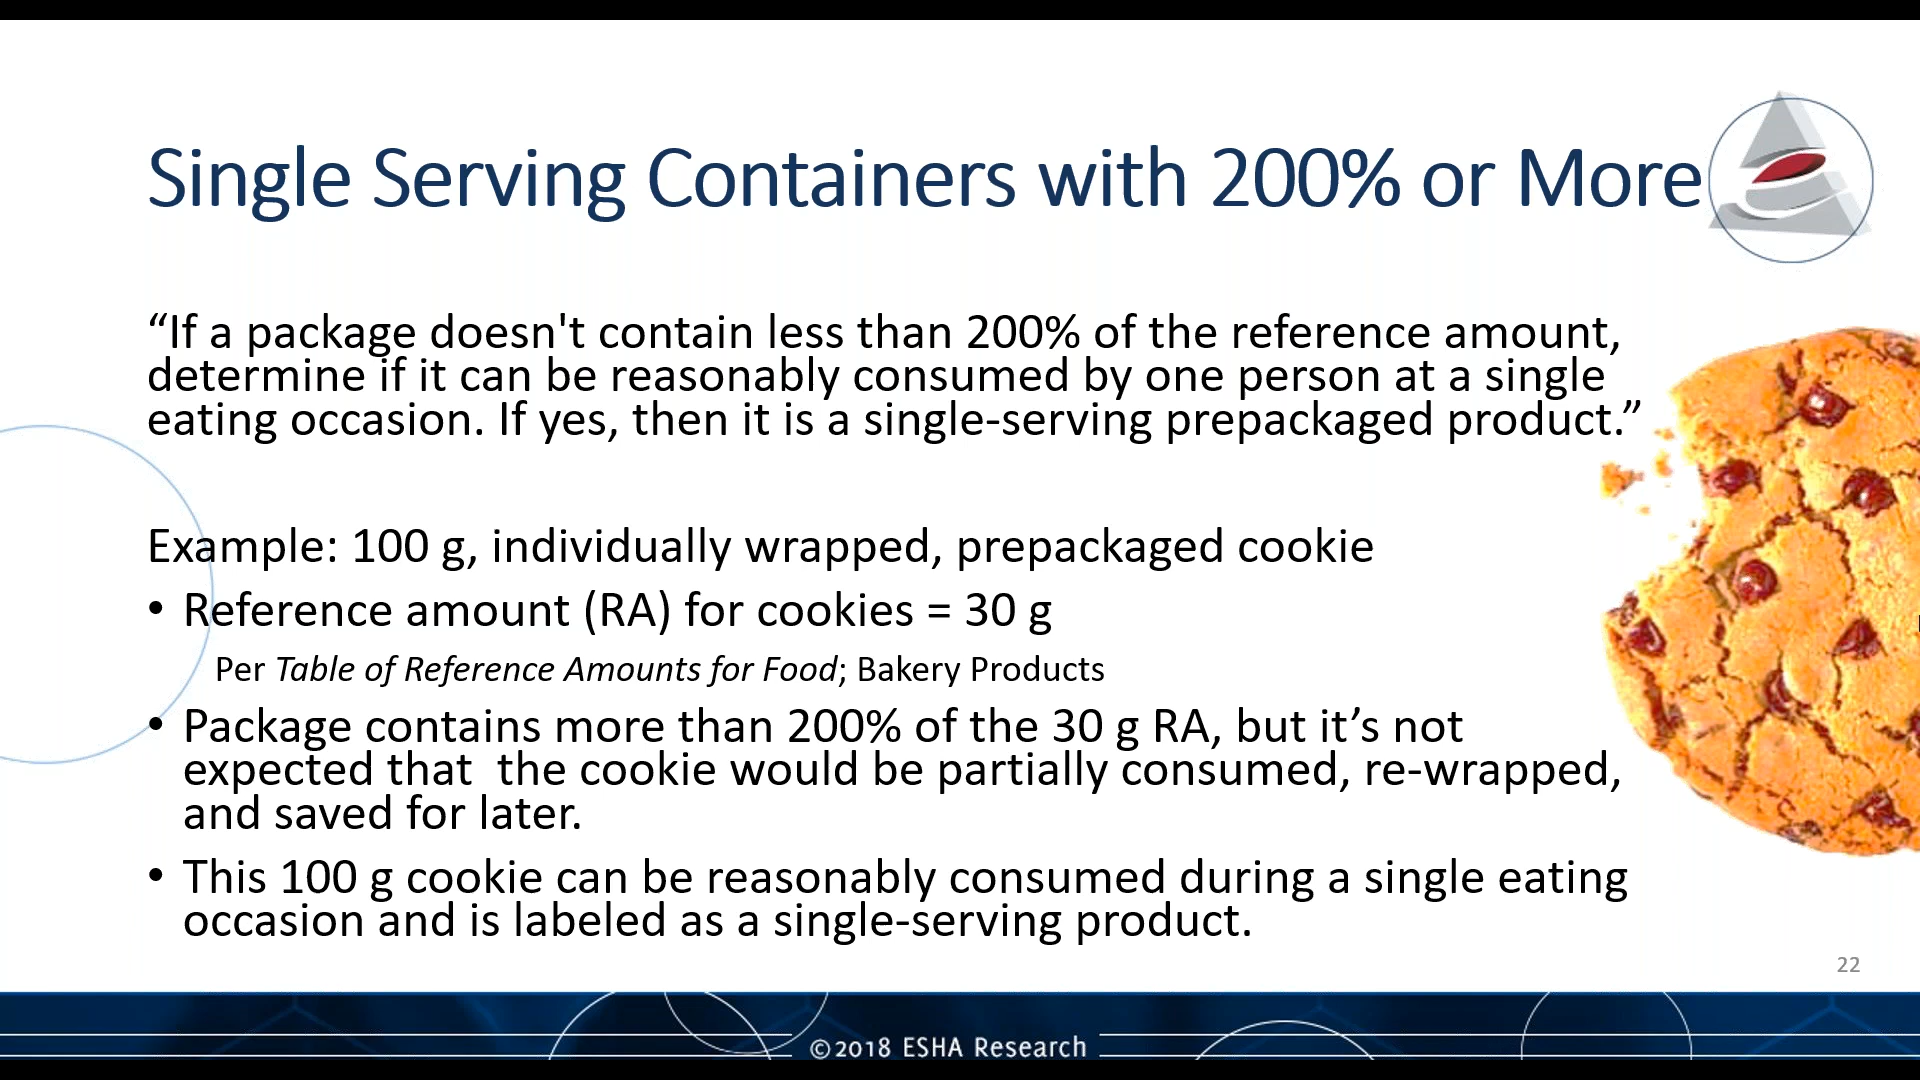 Single Serving Containers with 200% or More
“If a package doesn't contain less than 200% of the reference amount,
determine if it can be reasonably consumed by one person at a single
eating occasion. If yes, then it is a single-serving prepackaged product.”
Example: 100 g, individually wrapped, prepackaged cookie
• Reference amount (RA) for cookies = 30 g
Per Table of Reference Amounts for Food; Bakery Products
• Package contains more than 200% of the 30 g RA, but it’s not
expected that  the cookie would be partially consumed, re-wrapped,
and saved for later.
• This 100 g cookie can be reasonably consumed during a single eating
occasion and is labeled as a single-serving product.
22
©2018 ESHA Research